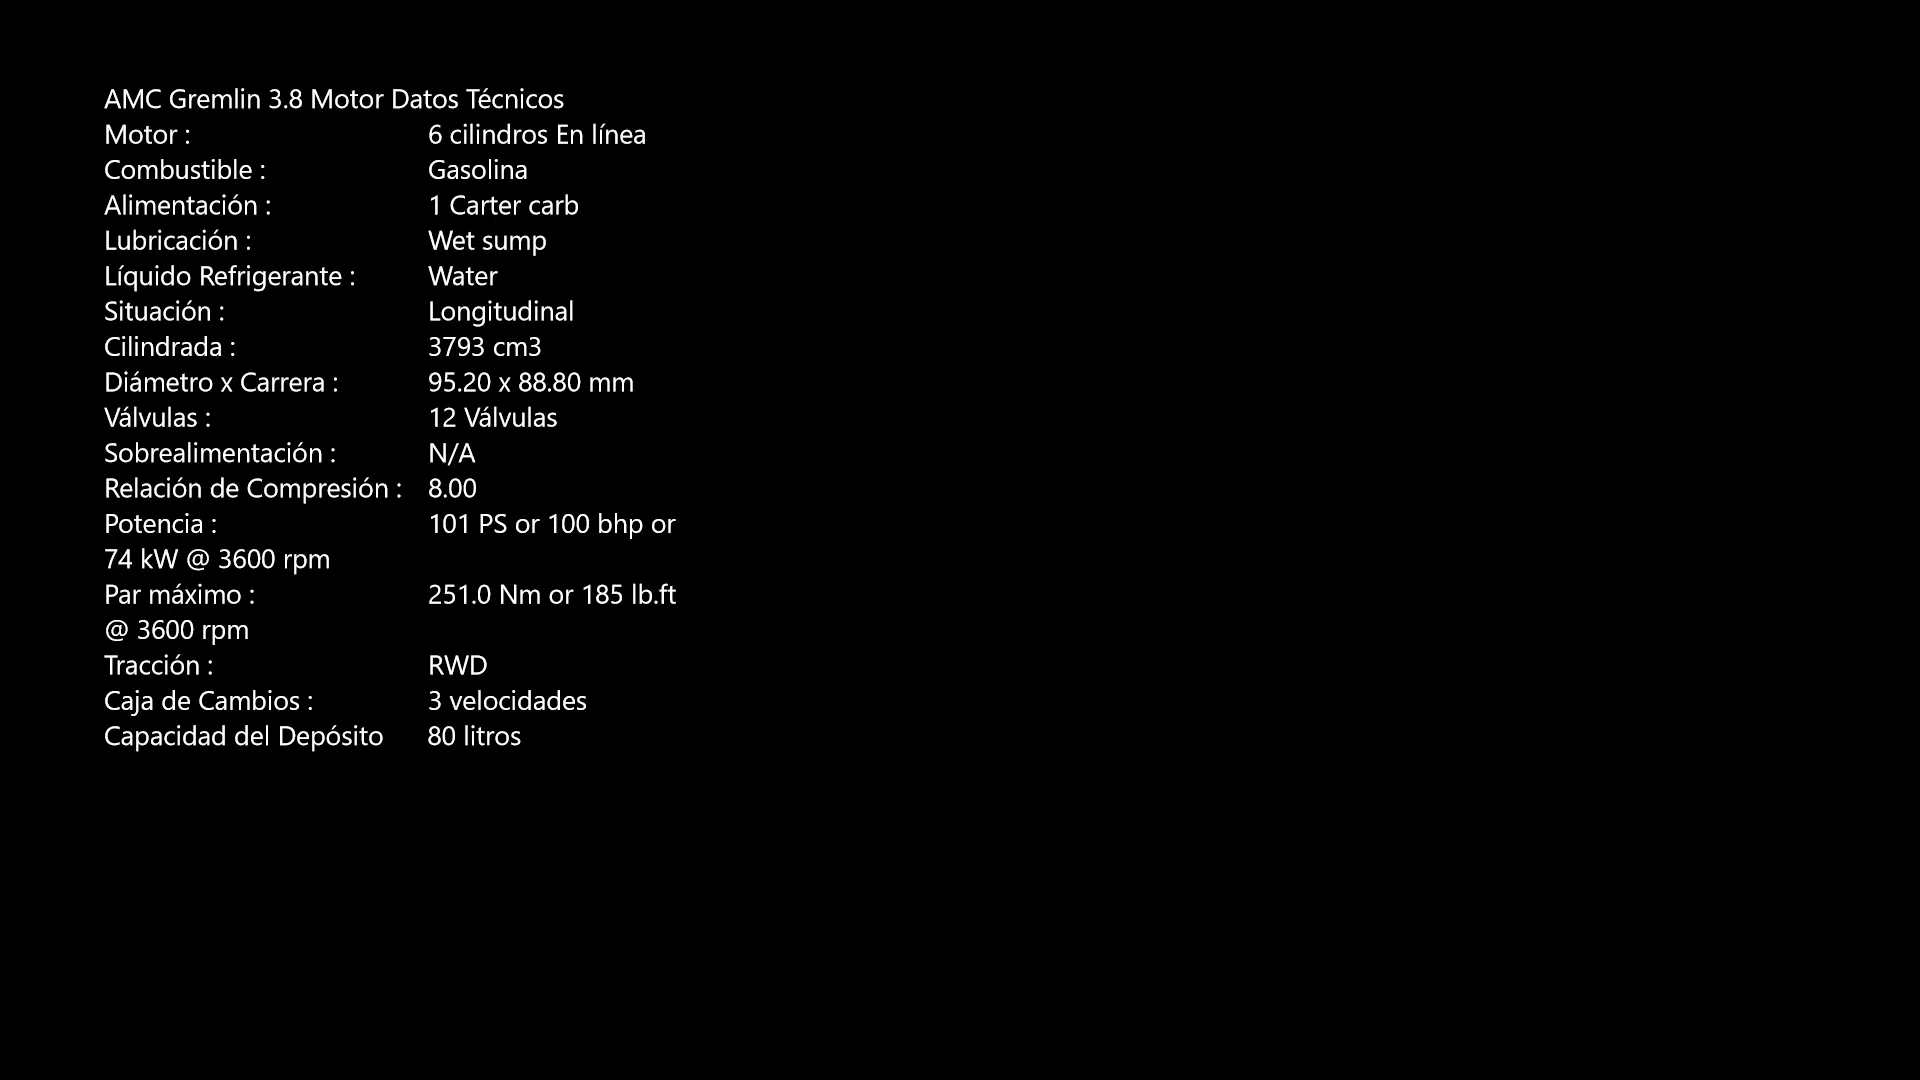 AMC Gremlin 3.8 Motor Datos Técnicos
Motor : 6 cilindros En línea
Combustible : Gasolina
Alimentación : 1 Carter carb
Lubricación : Wet sump
Líquido Refrigerante : Water
Situación : Longitudinal
Cilindrada : 3793 cm3
Diámetro x Carrera : 95.20 x 88.80 mm
Válvulas : 12 Válvulas
Sobrealimentación : N/A
Relación de Compresión : 8.00
Potencia : 101 PS or 100 bhp or
74 kW @ 3600 rpm
Par máximo : 251.0 Nm or 185 lb.ft
@ 3600 rpm
Tracción : RWD
Caja de Cambios : 3 velocidades
Capacidad del Depósito 80 litros